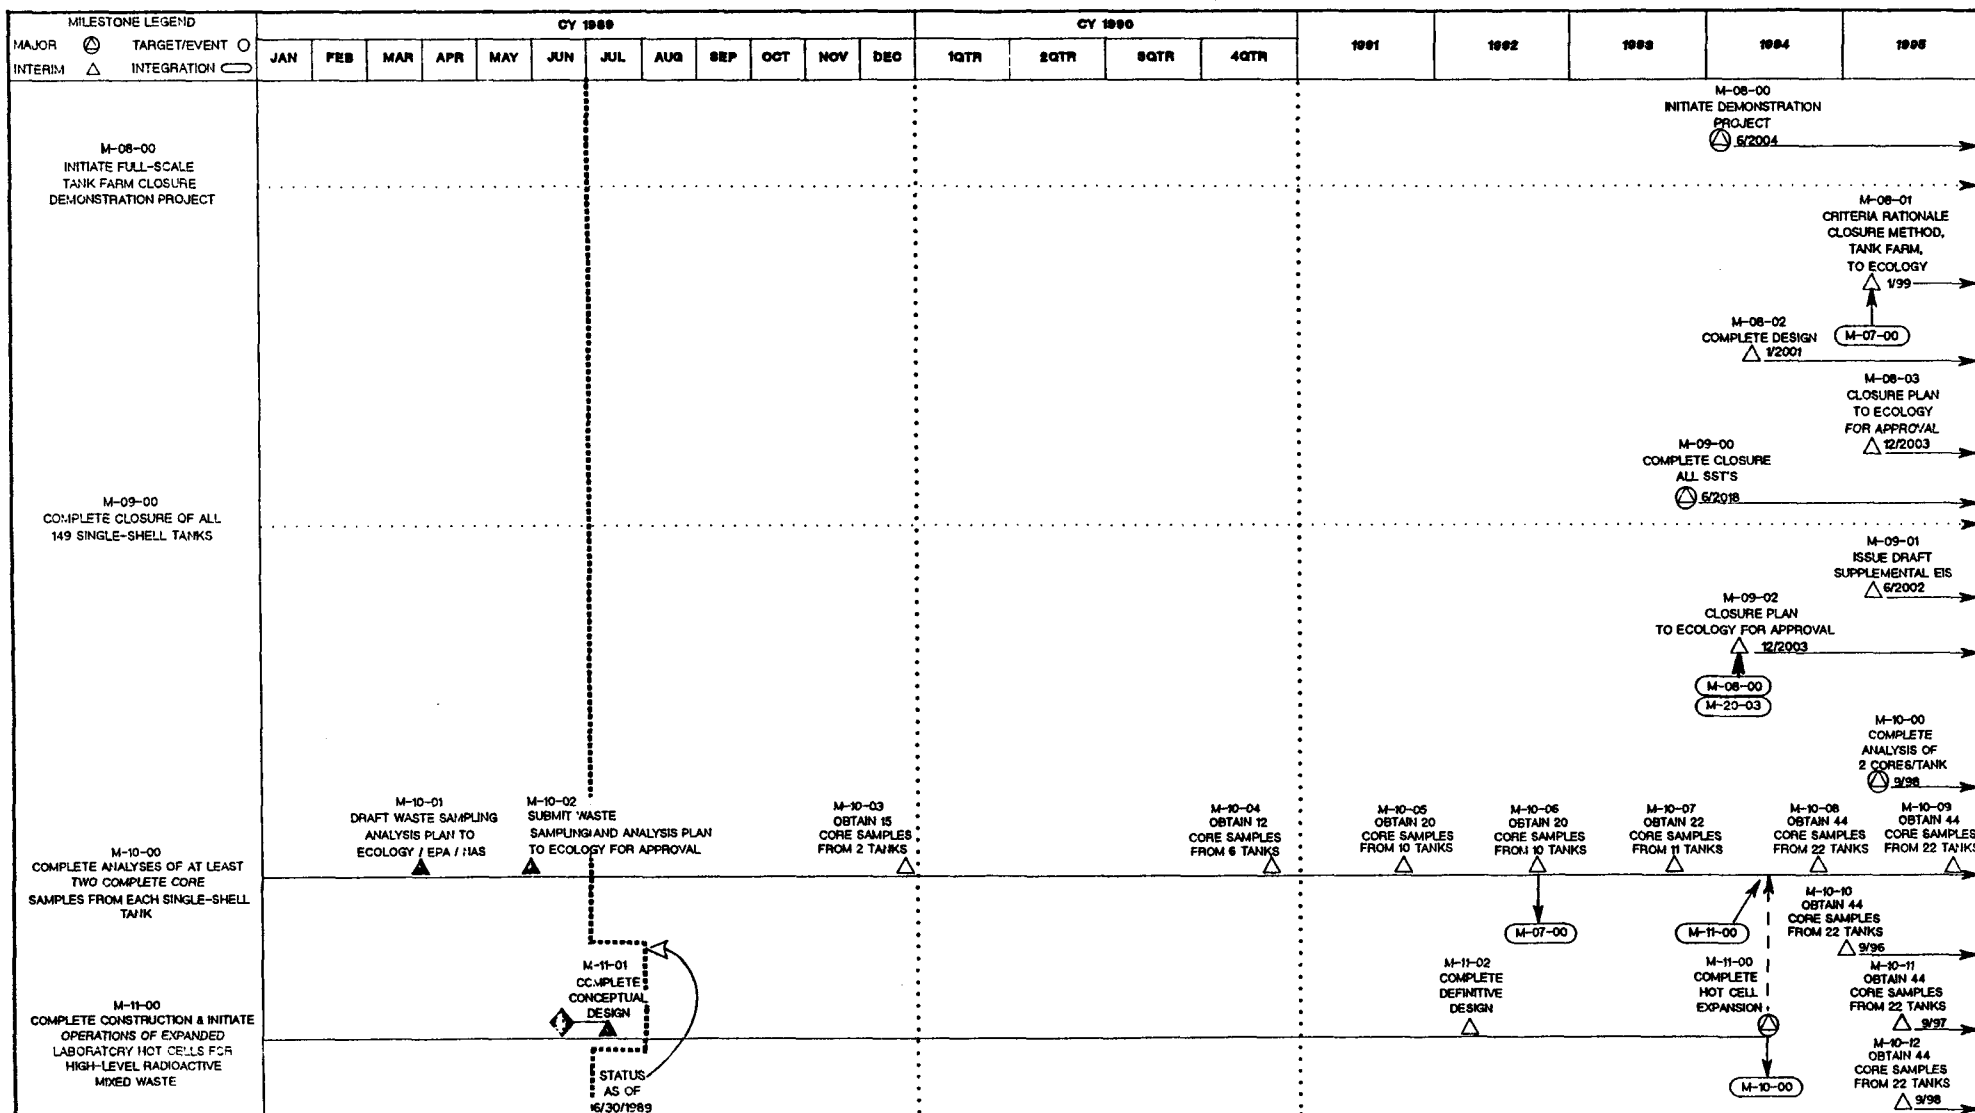 MILESTONE LEGEND
MAJOR
TARGET/EVENT
INTERIM
INTEGRATION
CY 1989
CY 1990
JAN FEB MAR APR MAY JUN JUL AUG SEP OCT NOV DEC
1QTR 2QTR 3QTR 4QTR
1991 1992 1993 1994 1995
M-08-00
INITIATE FULL-SCALE
TANK FARM CLOSURE
DEMONSTRATION PROJECT
M-08-00
INITIATE DEMONSTRATION
PROJECT
6/2004
M-08-01
CRITERIA RATIONALE
CLOSURE METHOD,
TANK FARM,
TO ECOLOGY
1/99
M-07-00
M-08-02
COMPLETE DESIGN
1/2001
M-08-03
CLOSURE PLAN
TO ECOLOGY
FOR APPROVAL
12/2003
M-09-00
COMPLETE CLOSURE OF ALL
149 SINGLE-SHELL TANKS
M-09-00
COMPLETE CLOSURE
ALL SST'S
6/2018
M-09-01
ISSUE DRAFT
SUPPLEMENTAL EIS
6/2002
M-09-02
CLOSURE PLAN
TO ECOLOGY FOR APPROVAL
12/2003
M-08-00
M-20-03
M-10-00
COMPLETE
ANALYSIS OF
2 CORES/TANK
9/98
M-10-00
COMPLETE ANALYSES OF AT LEAST
TWO COMPLETE CORE
SAMPLES FROM EACH SINGLE-SHELL
TANK
M-10-01
DRAFT WASTE SAMPLING
ANALYSIS PLAN TO
ECOLOGY / EPA / NAS
M-10-02
SUBMIT WASTE
SAMPLING AND ANALYSIS PLAN
TO ECOLOGY FOR APPROVAL
M-10-03
OBTAIN 15
CORE SAMPLES
FROM 2 TANKS
M-10-04
OBTAIN 12
CORE SAMPLES
FROM 6 TANKS
M-10-05
OBTAIN 20
CORE SAMPLES
FROM 10 TANKS
M-10-06
OBTAIN 20
CORE SAMPLES
FROM 10 TANKS
M-10-07
OBTAIN 22
CORE SAMPLES
FROM 11 TANKS
M-10-08
OBTAIN 44
CORE SAMPLES
FROM 22 TANKS
M-10-09
OBTAIN 44
CORE SAMPLES
FROM 22 TANKS
M-07-00
M-11-00
M-10-10
OBTAIN 44
CORE SAMPLES
FROM 22 TANKS
9/96
M-11-00
COMPLETE CONSTRUCTION & INITIATE
OPERATIONS OF EXPANDED
LABORATORY HOT CELLS FOR
HIGH-LEVEL RADIOACTIVE
MIXED WASTE
M-11-01
COMPLETE
CONCEPTUAL
DESIGN
STATUS
AS OF
6/30/1989
M-11-02
COMPLETE
DEFINITIVE
DESIGN
M-11-00
COMPLETE
HOT CELL
EXPANSION
M-10-00
M-10-11
OBTAIN 44
CORE SAMPLES
FROM 22 TANKS
9/97
M-10-12
OBTAIN 44
CORE SAMPLES
FROM 22 TANKS
9/98